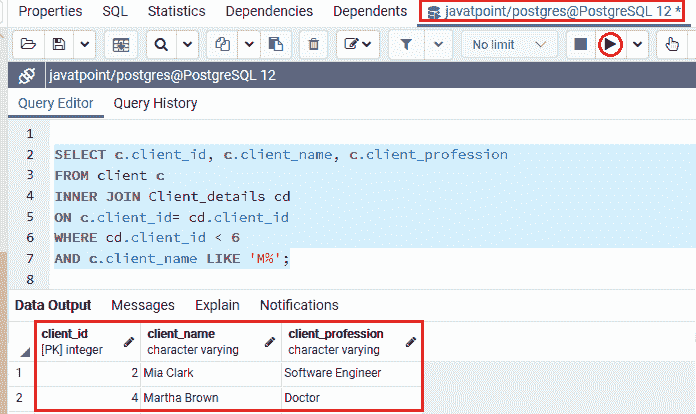 Properties SQL Statistics Dependencies Dependents javatpoint/postgres@PostgreSQL 12 *
No limit
javatpoint/postgres@PostgreSQL 12
Query Editor Query History
1
2 SELECT c.client_id, c.client_name, c.client_profession
3 FROM client c
4 INNER JOIN Client_details cd
5 ON c.client_id= cd.client_id
6 WHERE cd.client_id < 6
7 AND c.client_name LIKE 'M%';
8
Data Output Messages Explain Notifications
client_id client_name client_profession
[PK] integer character varying character varying
1 2 Mia Clark Software Engineer
2 4 Martha Brown Doctor